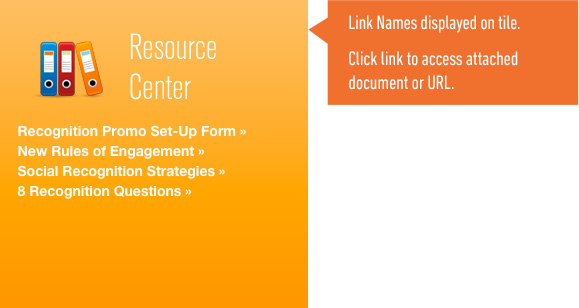 Resource
Center
Recognition Promo Set-Up Form »
New Rules of Engagement »
Social Recognition Strategies »
8 Recognition Questions »
Link Names displayed on tile.
Click link to access attached
document or URL.